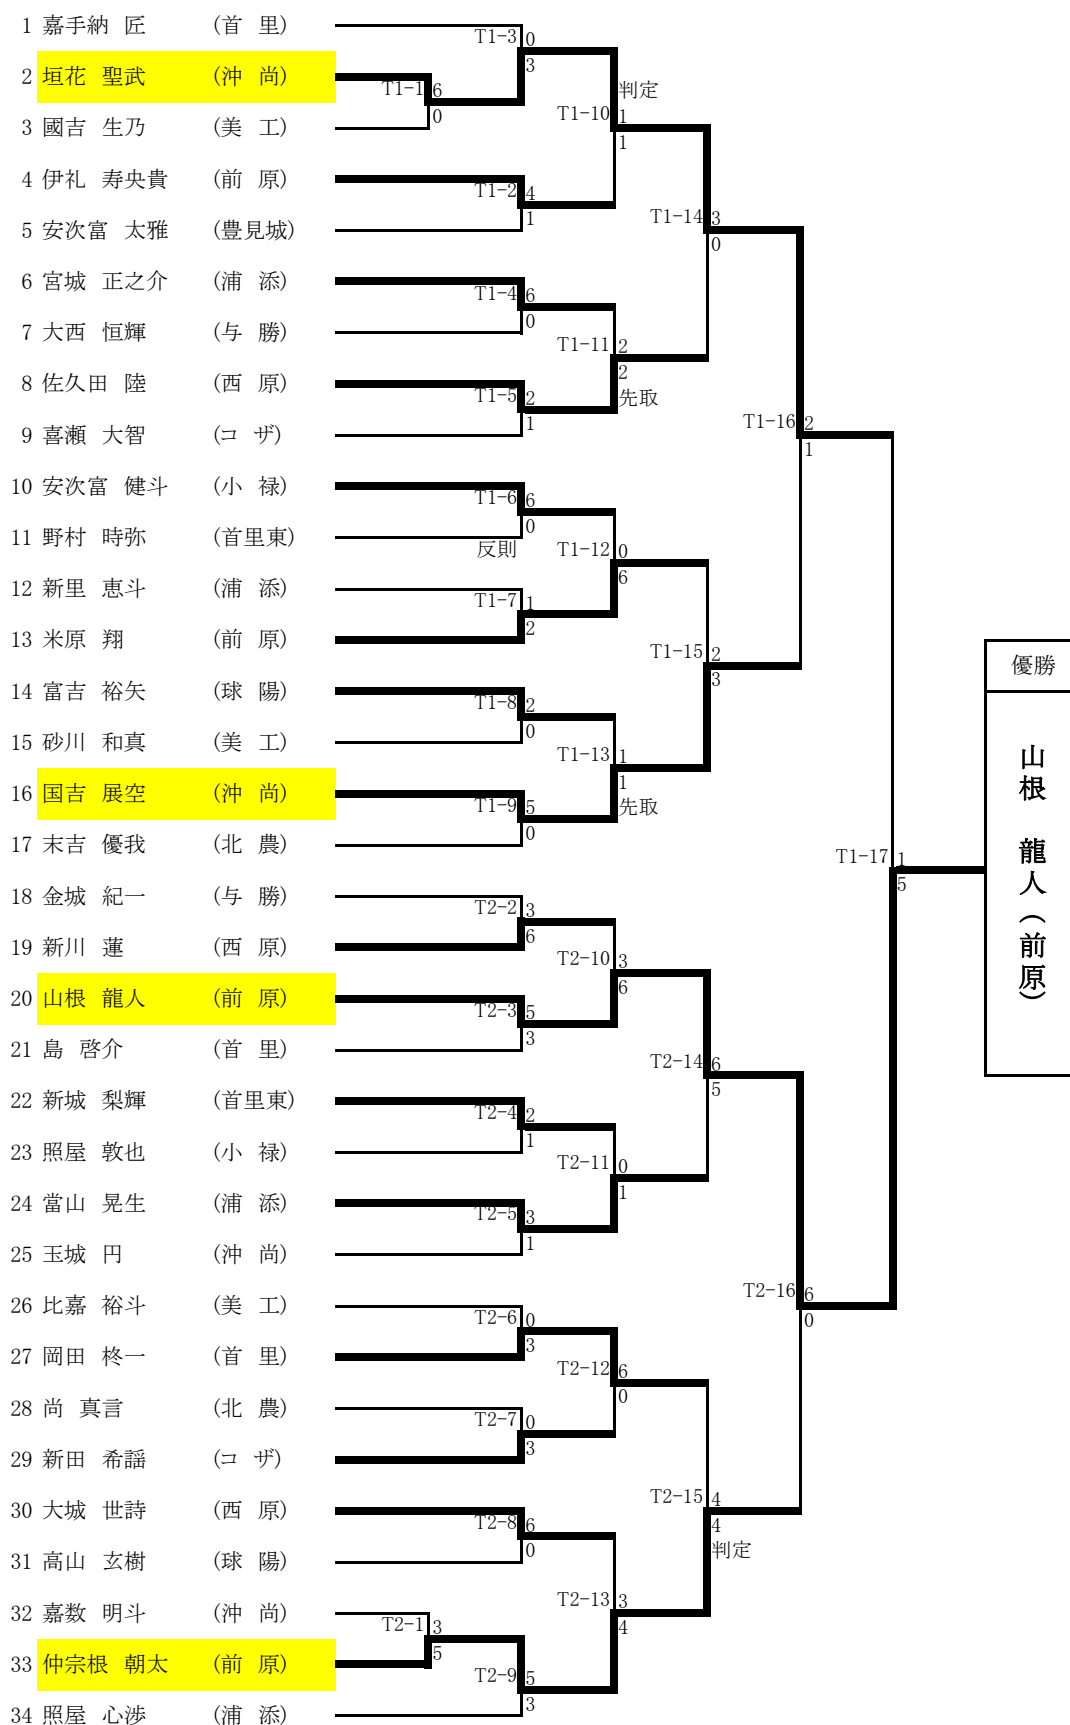 1 嘉手納 匠 (首 里)
T1-3 0
3
2 垣花 聖武 (沖 尚)
T1-1 6
0
判定
T1-10 1
1
3 國吉 生乃 (美 工)
4 伊礼 寿央貴 (前 原)
T1-2 4
1
5 安次富 太雅 (豊見城)
T1-14 3
0
6 宮城 正之介 (浦 添)
T1-4 6
0
7 大西 恒輝 (与 勝)
T1-11 2
2
先取
8 佐久田 陸 (西 原)
T1-5 2
1
9 喜瀬 大智 (コ ザ)
T1-16 2
1
10 安次富 健斗 (小 禄)
T1-6 6
0
反則
11 野村 時弥 (首里東)
T1-12 0
6
12 新里 恵斗 (浦 添)
T1-7 1
2
13 米原 翔 (前 原)
T1-15 2
3
14 富吉 裕矢 (球 陽)
T1-8 2
0
15 砂川 和真 (美 工)
T1-13 1
1
先取
16 国吉 展空 (沖 尚)
T1-9 5
0
17 末吉 優我 (北 農)
T1-17 1
5
18 金城 紀一 (与 勝)
T2-2 3
6
19 新川 蓮 (西 原)
T2-10 3
6
20 山根 龍人 (前 原)
T2-3 5
3
21 島 啓介 (首 里)
T2-14 6
5
22 新城 梨輝 (首里東)
T2-4 2
1
23 照屋 敦也 (小 禄)
T2-11 0
1
24 當山 晃生 (浦 添)
T2-5 3
1
25 玉城 円 (沖 尚)
T2-16 6
0
26 比嘉 裕斗 (美 工)
T2-6 0
3
27 岡田 柊一 (首 里)
T2-12 6
0
28 尚 真言 (北 農)
T2-7 0
3
29 新田 希謡 (コ ザ)
T2-15 4
4
判定
30 大城 世詩 (西 原)
T2-8 6
0
31 高山 玄樹 (球 陽)
T2-13 3
4
32 嘉数 明斗 (沖 尚)
T2-1 3
5
33 仲宗根 朝太 (前 原)
T2-9 5
3
34 照屋 心渉 (浦 添)
優勝
山根 龍人(前原)